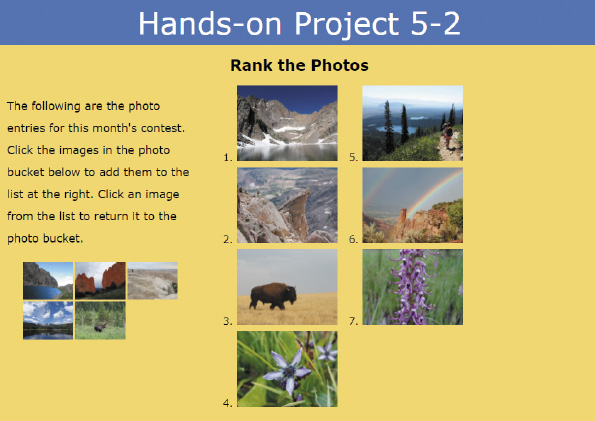 Hands-on Project 5-2
Rank the Photos
The following are the photo
entries for this month's contest.
Click the images in the photo
bucket below to add them to the
list at the right. Click an image
from the list to return it to the
photo bucket.
1.
2.
3.
4.
5.
6.
7.